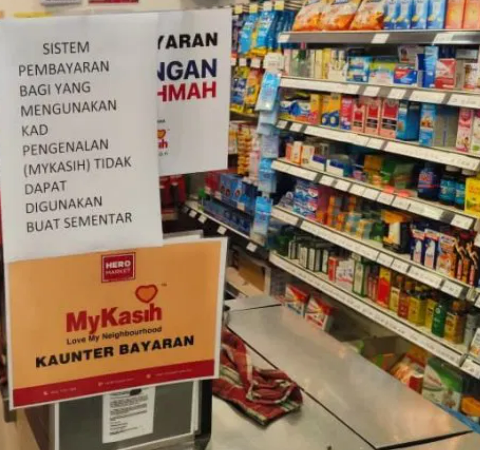 SISTEM
PEMBAYARAN
BAGI YANG
MENGUNAKAN
KAD
PENGENALAN
(MYKASIH) TIDAK
DAPAT
DIGUNAKAN
BUAT SEMENTAR
YARAN
NGAN
HMAH
HERO
MARKET
MyKasih
Love My Neighbourhood
KAUNTER BAYARAN